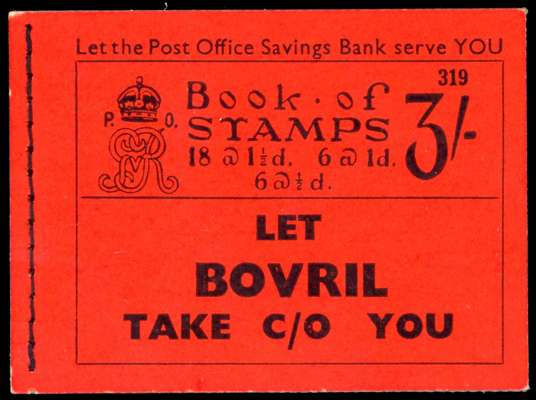 Let the Post Office Savings Bank serve YOU
319
P. O.
Book · of
STAMPS
3/-
18 @ 1½d. 6 @ 1d.
6 @ ½d.
LET
BOVRIL
TAKE C/O YOU